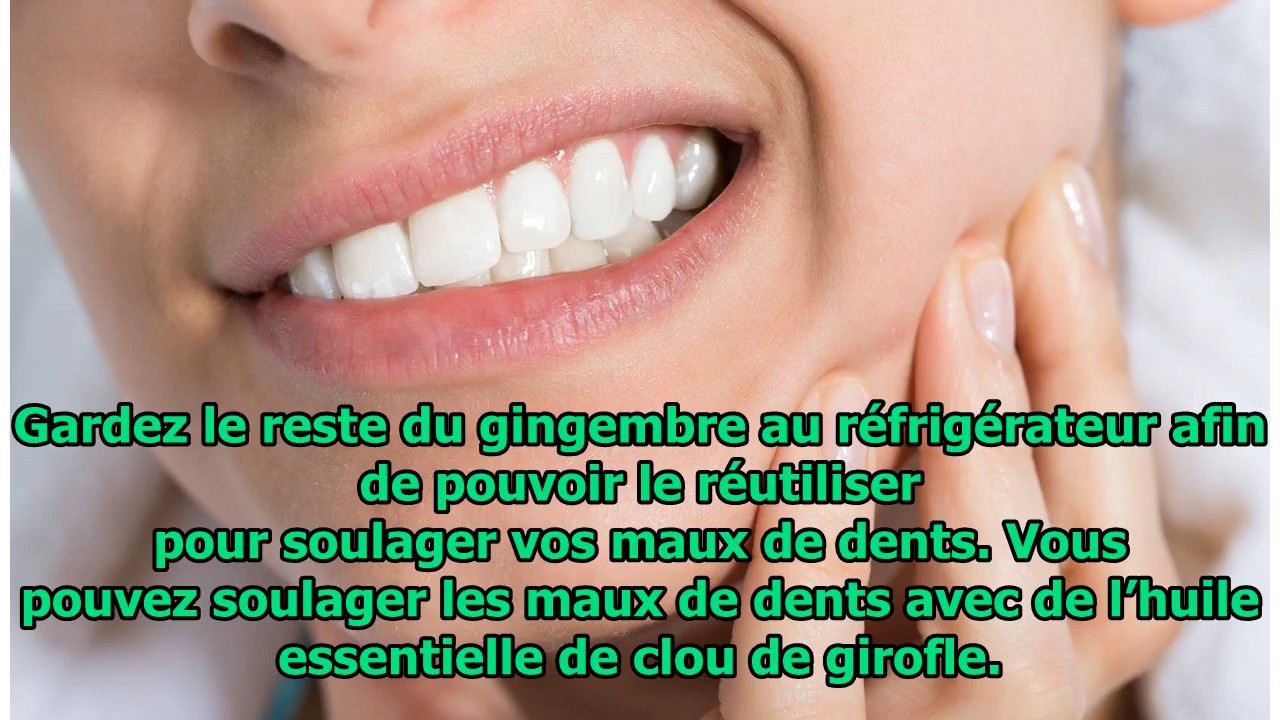 Gardez le reste du gingembre au réfrigérateur afin
de pouvoir le réutiliser
pour soulager vos maux de dents. Vous
pouvez soulager les maux de dents avec de l’huile
essentielle de clou de girofle.